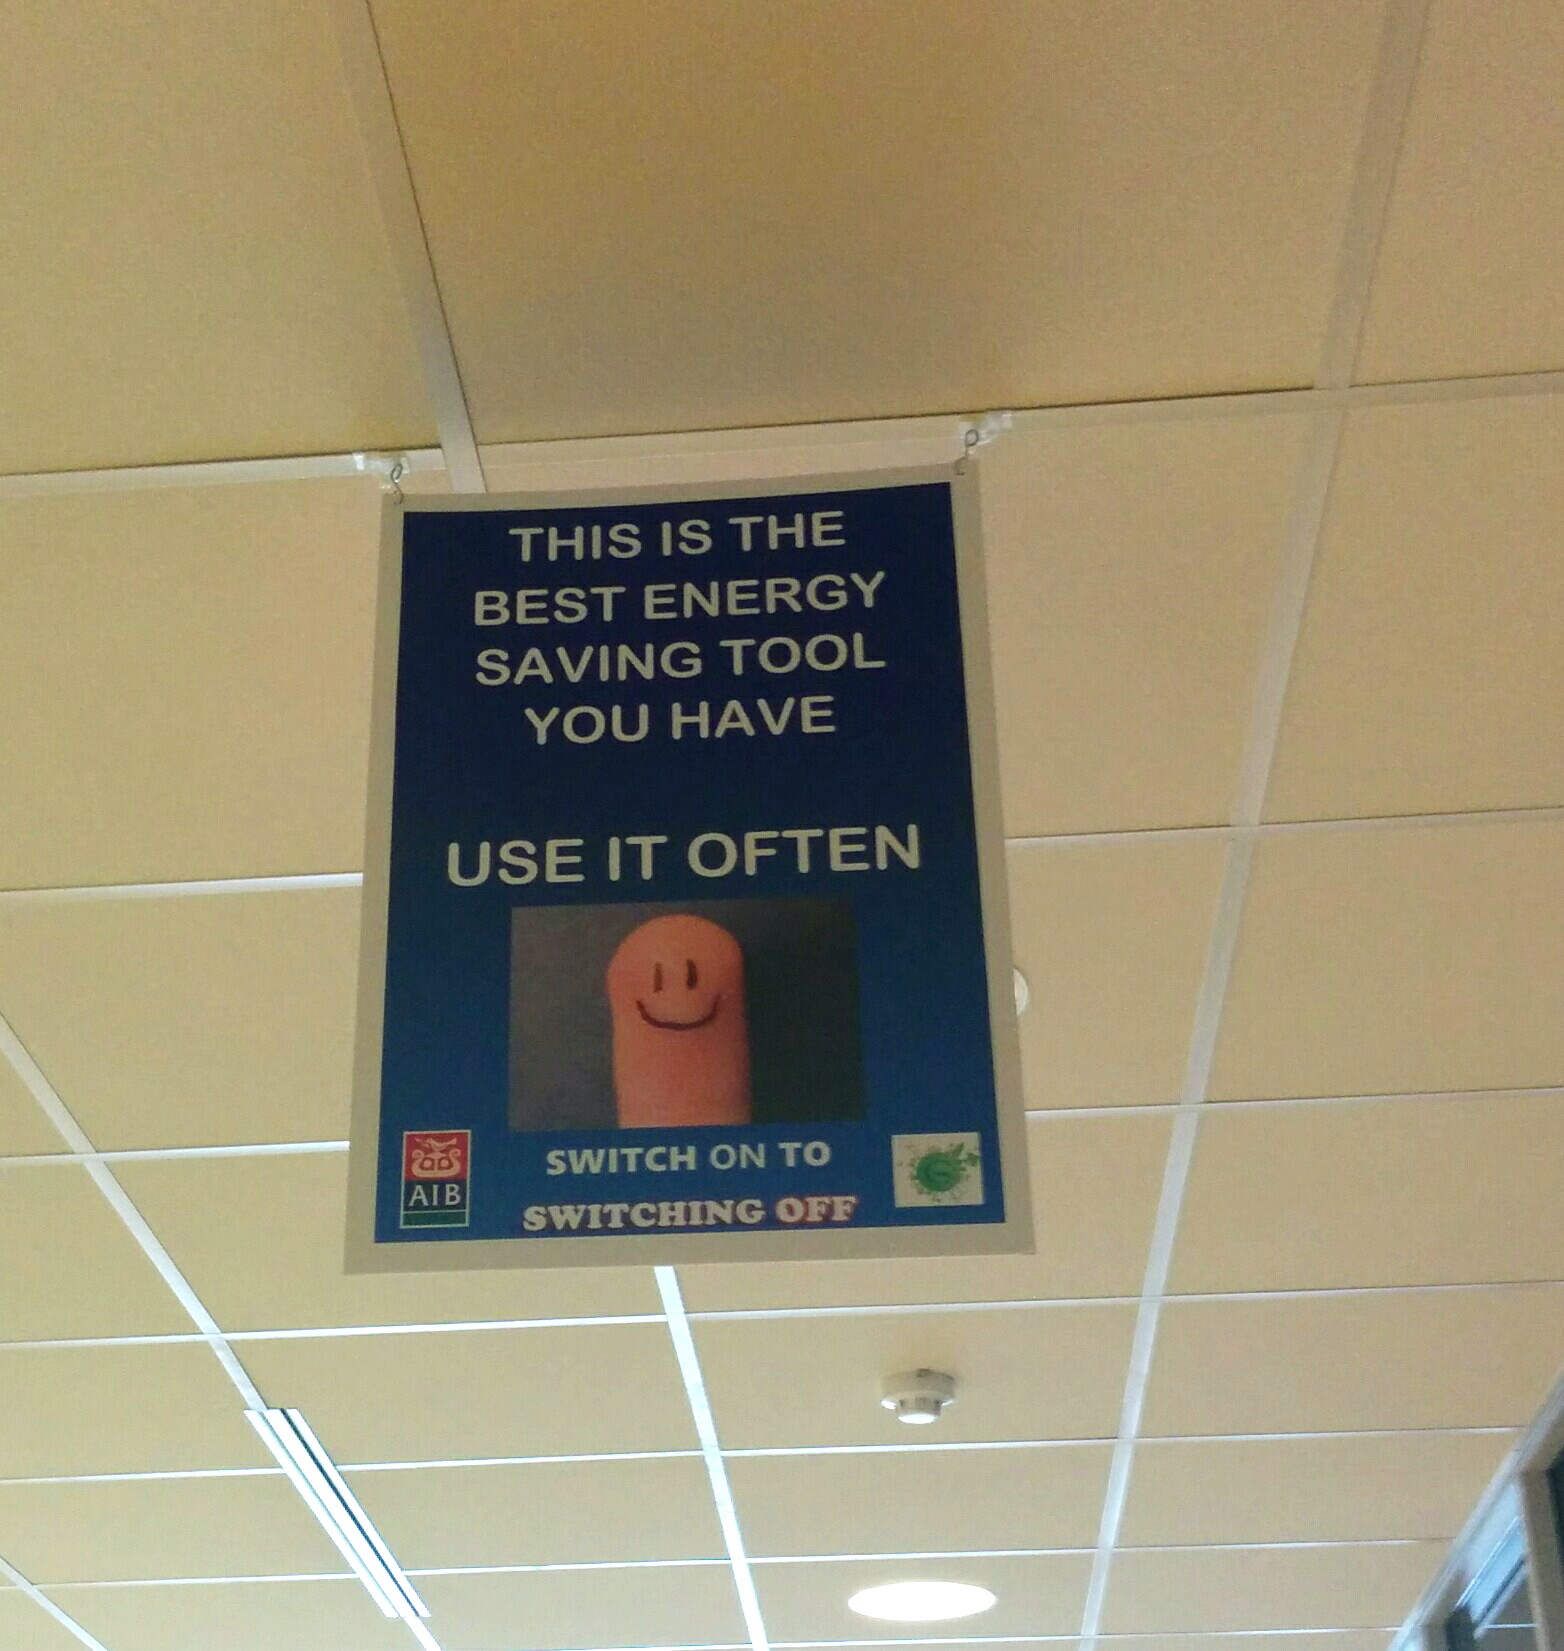 THIS IS THE
BEST ENERGY
SAVING TOOL
YOU HAVE
USE IT OFTEN
SWITCH ON TO
SWITCHING OFF
AIB